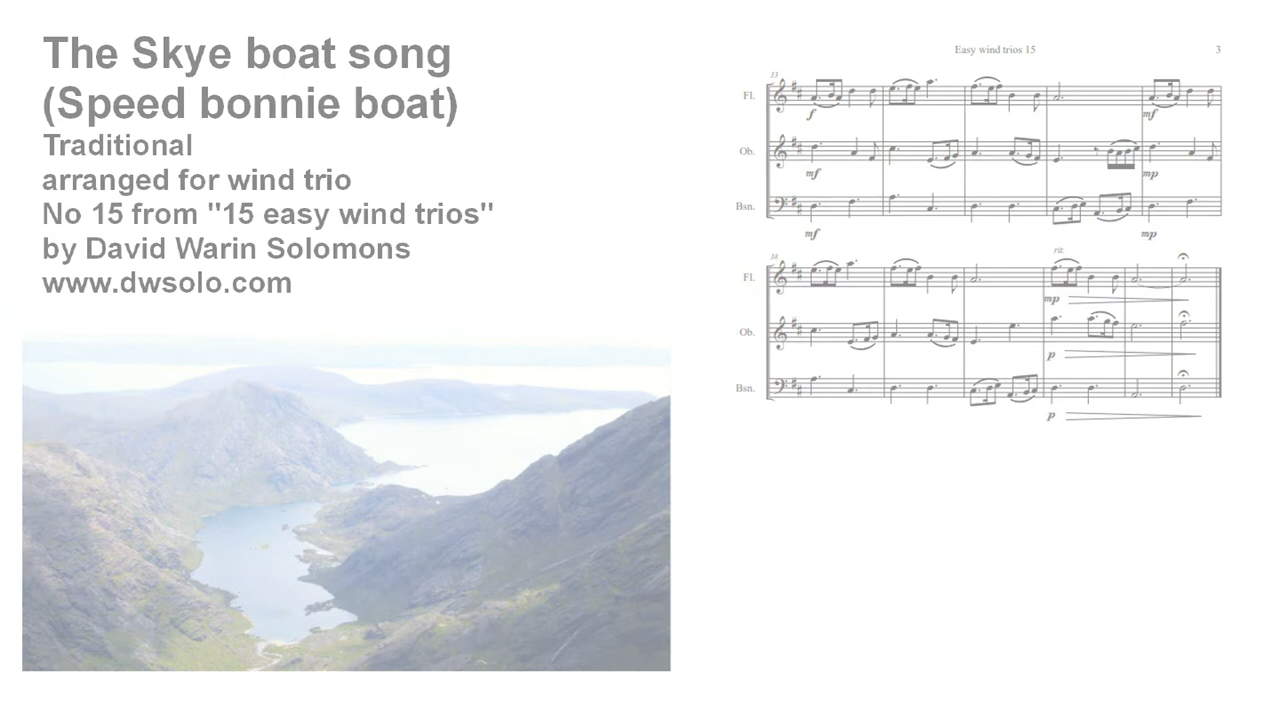 The Skye boat song
(Speed bonnie boat)
Traditional
arranged for wind trio
No 15 from "15 easy wind trios"
by David Warin Solomons
www.dwsolo.com
Easy wind trios 15 3
33
Fl.
f mf
Ob.
mf mp
Bsn.
mf mp
38 rit.
Fl.
mp
Ob.
p
Bsn.
p